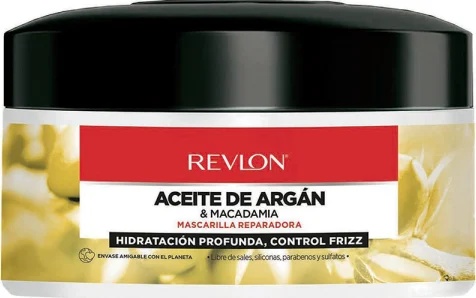 REVLON®
ACEITE DE ARGÁN
& MACADAMIA
MASCARILLA REPARADORA
HIDRATACIÓN PROFUNDA, CONTROL FRIZZ
ENVASE AMIGABLE CON EL PLANETA • Libre de sales, siliconas, parabenos y sulfatos •